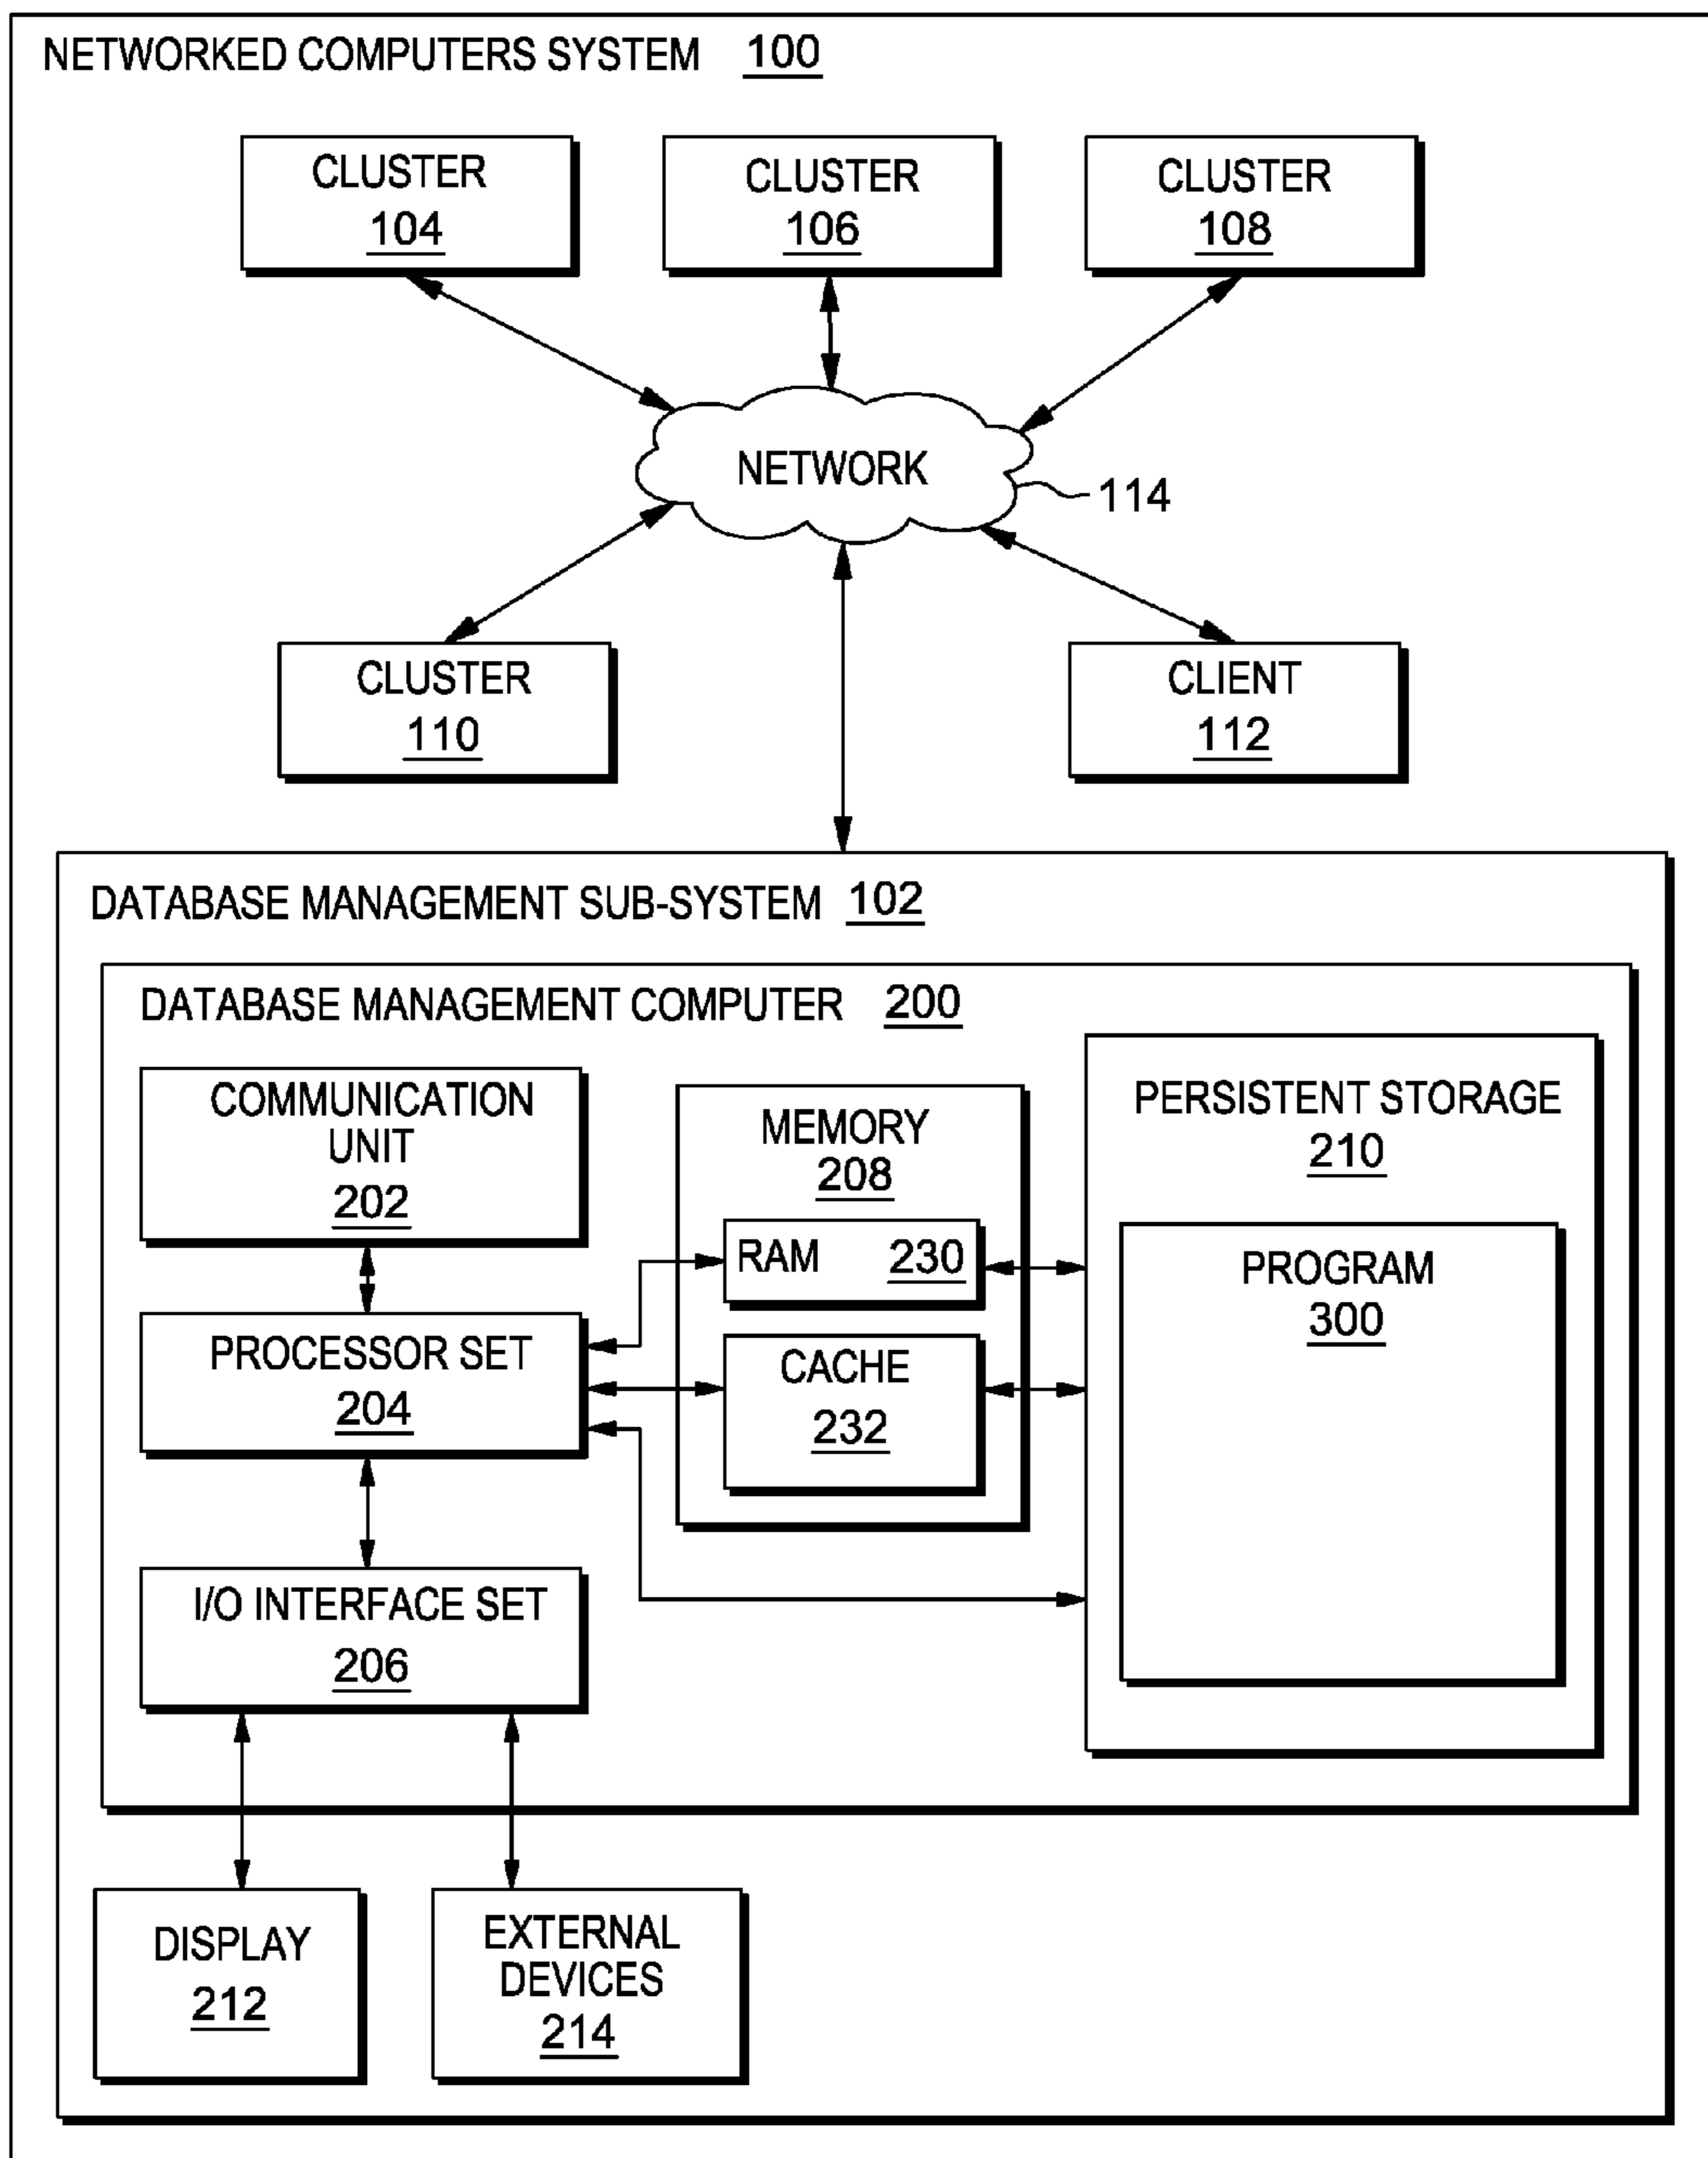 NETWORKED COMPUTERS SYSTEM 100
CLUSTER
104
CLUSTER
106
CLUSTER
108
NETWORK
114
CLUSTER
110
CLIENT
112
DATABASE MANAGEMENT SUB-SYSTEM 102
DATABASE MANAGEMENT COMPUTER 200
COMMUNICATION
UNIT
202
PROCESSOR SET
204
I/O INTERFACE SET
206
MEMORY
208
RAM 230
CACHE
232
PERSISTENT STORAGE
210
PROGRAM
300
DISPLAY
212
EXTERNAL
DEVICES
214